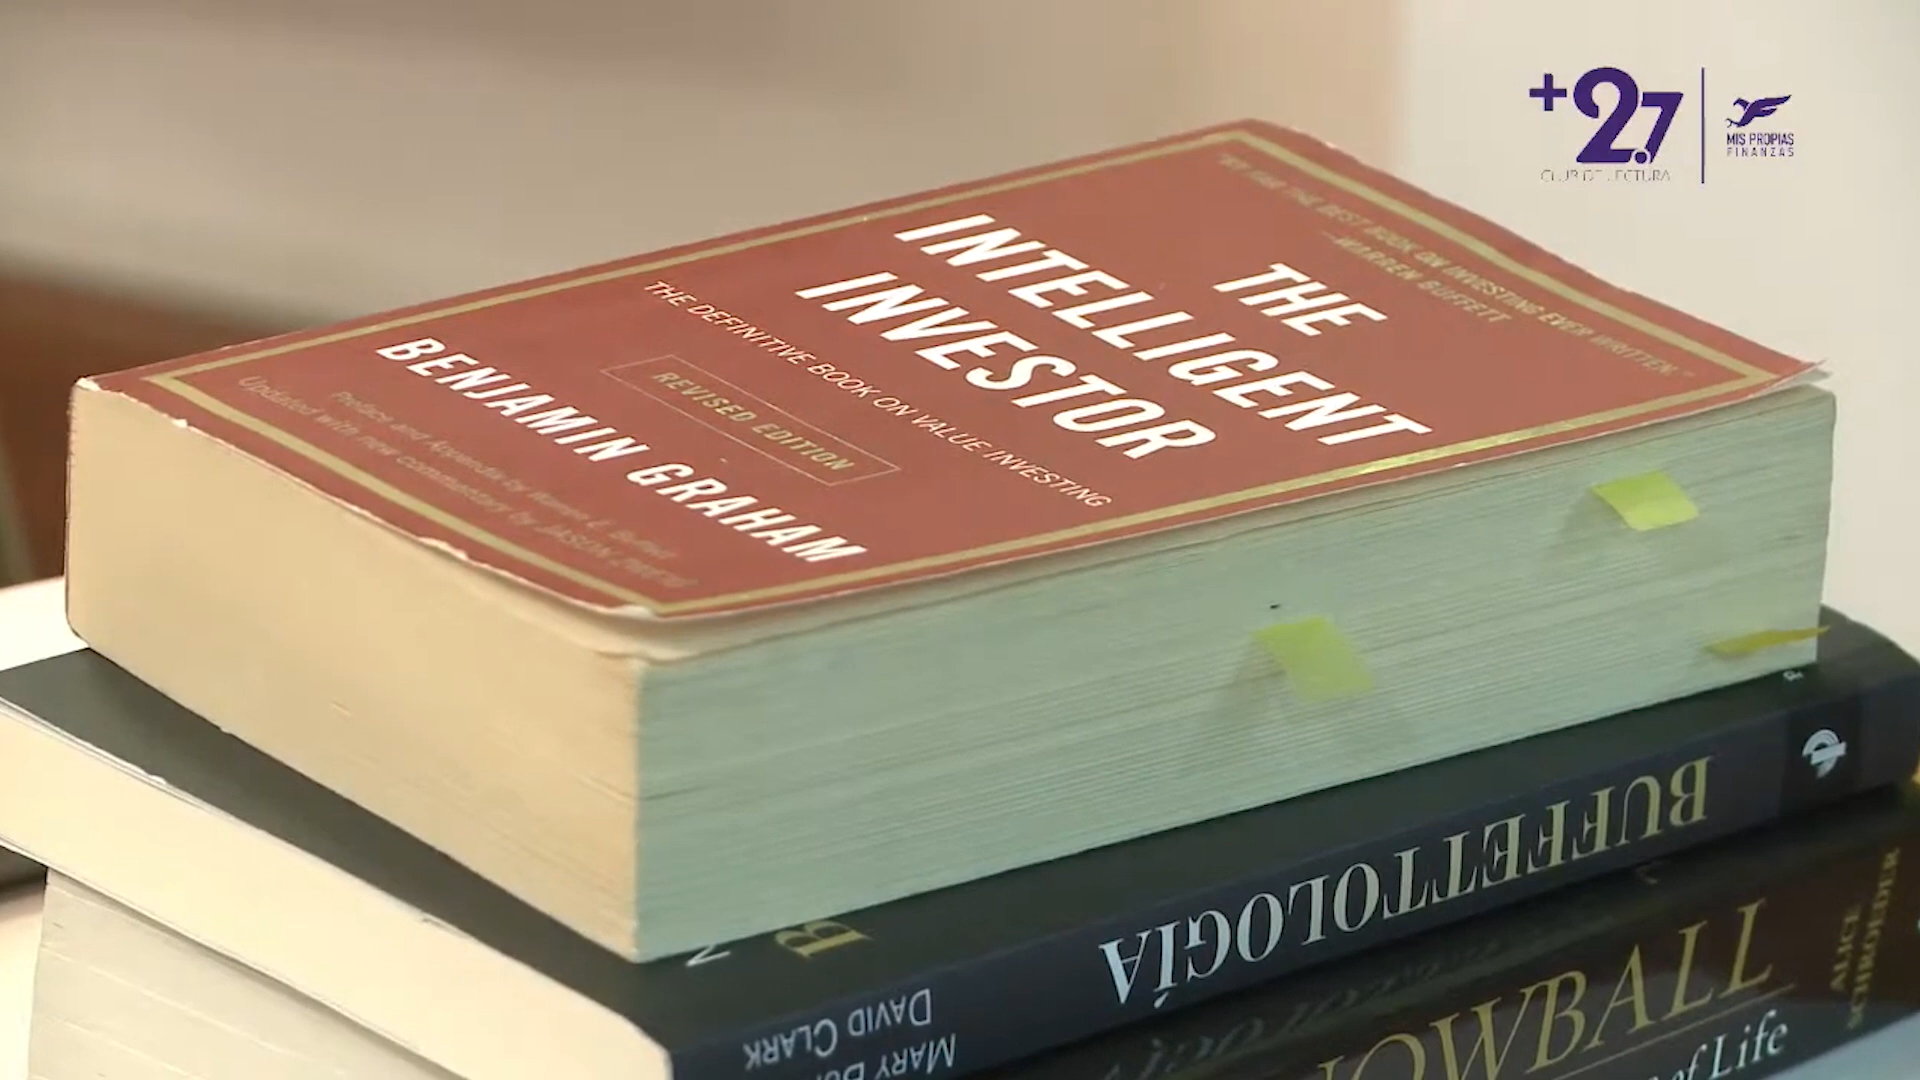 +2.7
CLUB DE LECTURA
MIS PROPIAS
FINANZAS
"BY FAR THE BEST BOOK ON INVESTING EVER WRITTEN."
—WARREN BUFFETT
THE
INTELLIGENT
INVESTOR
THE DEFINITIVE BOOK ON VALUE INVESTING
REVISED EDITION
BENJAMIN GRAHAM
Preface and Appendix by Warren E. Buffett
Updated with new commentary by JASON ZWEIG
B
BUFFETTOLOGÍA
MARY
DAVID CLARK
OWBALL
of Life
ALICE
SCHROEDER